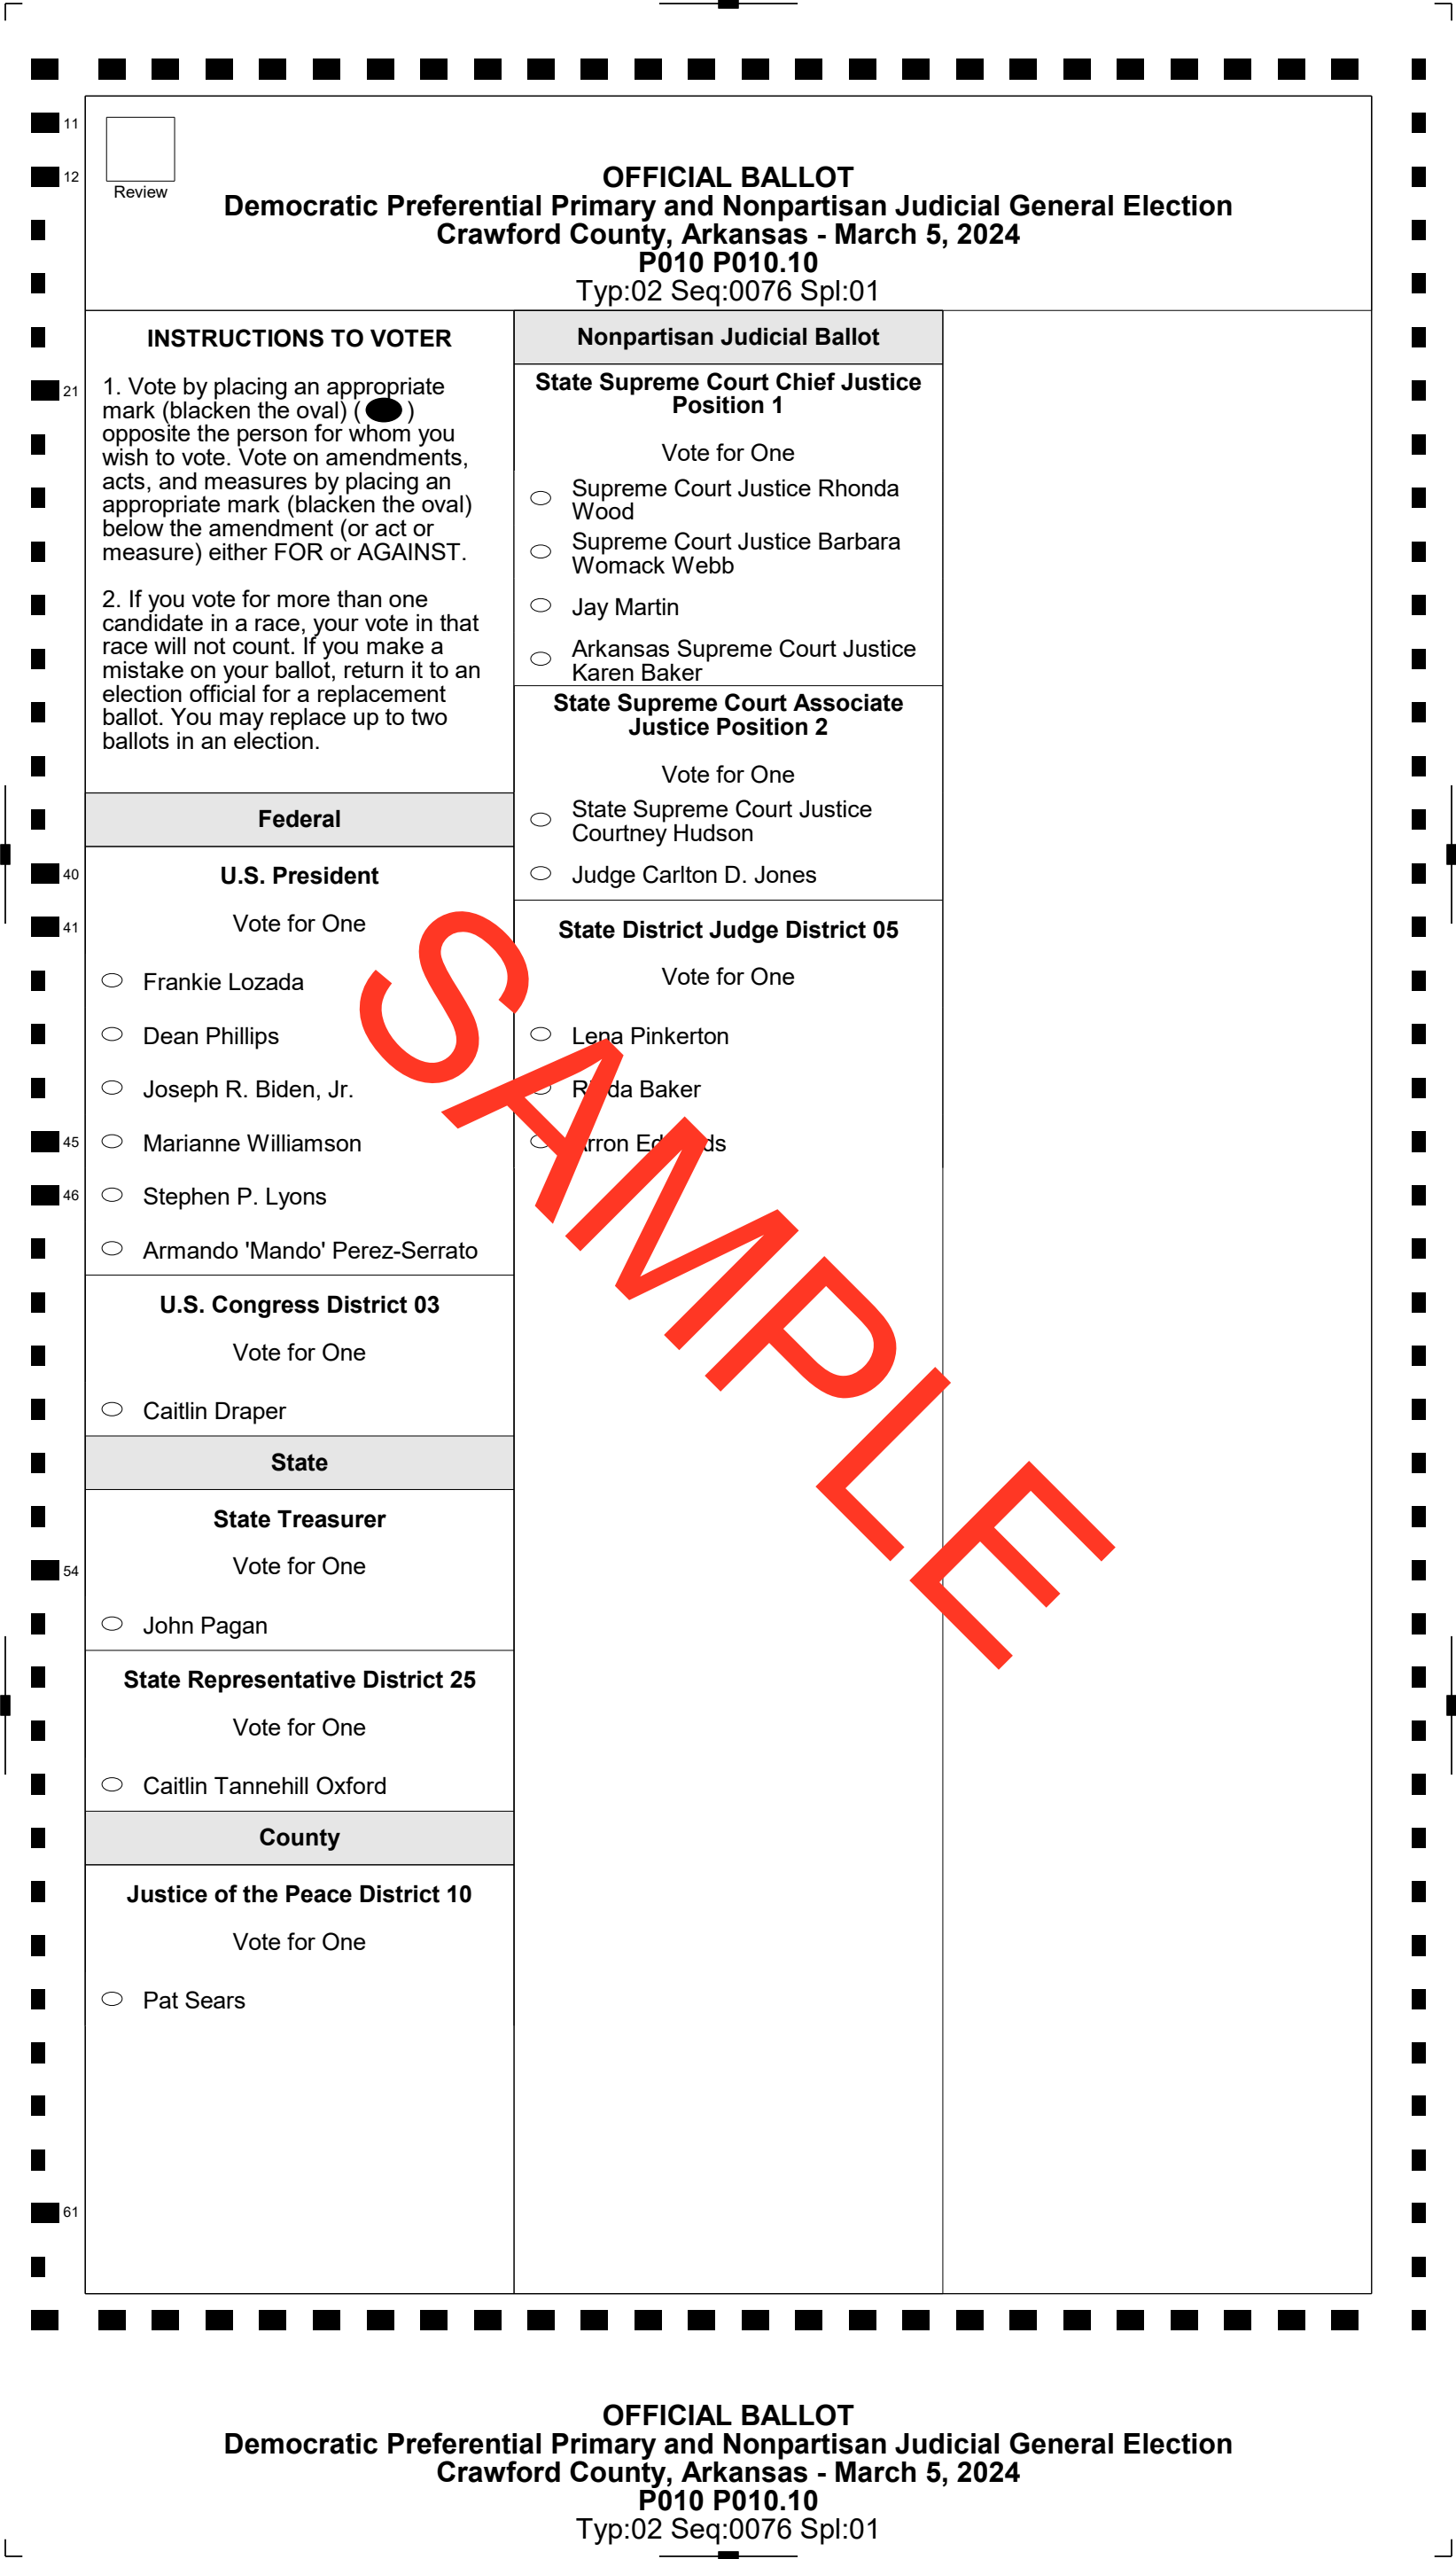 11
12
Review
OFFICIAL BALLOT
Democratic Preferential Primary and Nonpartisan Judicial General Election
Crawford County, Arkansas - March 5, 2024
P010 P010.10
Typ:02 Seq:0076 Spl:01
INSTRUCTIONS TO VOTER
21
1. Vote by placing an appropriate
mark (blacken the oval) ( )
opposite the person for whom you
wish to vote. Vote on amendments,
acts, and measures by placing an
appropriate mark (blacken the oval)
below the amendment (or act or
measure) either FOR or AGAINST.
2. If you vote for more than one
candidate in a race, your vote in that
race will not count. If you make a
mistake on your ballot, return it to an
election official for a replacement
ballot. You may replace up to two
ballots in an election.
Federal
40
U.S. President
41
Vote for One
Frankie Lozada
Dean Phillips
Joseph R. Biden, Jr.
45
Marianne Williamson
46
Stephen P. Lyons
Armando 'Mando' Perez-Serrato
U.S. Congress District 03
Vote for One
Caitlin Draper
State
State Treasurer
54
Vote for One
John Pagan
State Representative District 25
Vote for One
Caitlin Tannehill Oxford
County
Justice of the Peace District 10
Vote for One
Pat Sears
61
Nonpartisan Judicial Ballot
State Supreme Court Chief Justice
Position 1
Vote for One
Supreme Court Justice Rhonda
Wood
Supreme Court Justice Barbara
Womack Webb
Jay Martin
Arkansas Supreme Court Justice
Karen Baker
State Supreme Court Associate
Justice Position 2
Vote for One
State Supreme Court Justice
Courtney Hudson
Judge Carlton D. Jones
State District Judge District 05
Vote for One
Lena Pinkerton
Baker
SAMPLE
OFFICIAL BALLOT
Democratic Preferential Primary and Nonpartisan Judicial General Election
Crawford County, Arkansas - March 5, 2024
P010 P010.10
Typ:02 Seq:0076 Spl:01